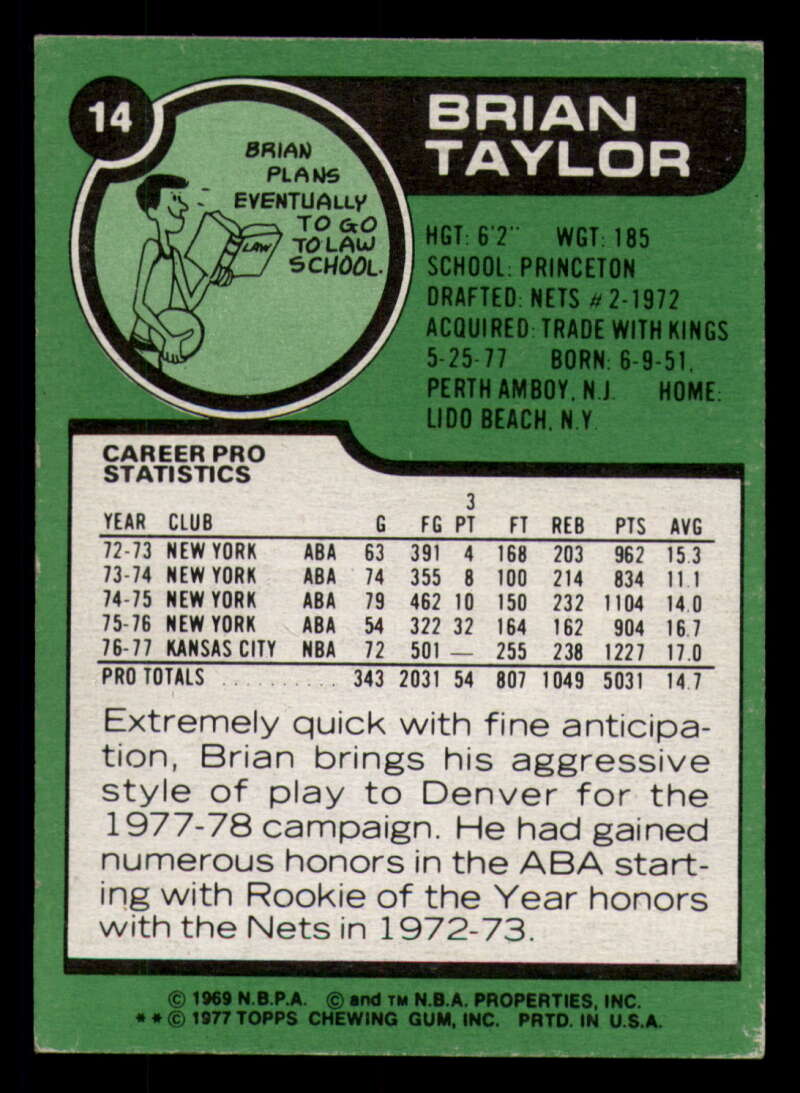 14
BRIAN
TAYLOR
BRIAN
PLANS
EVENTUALLY
TO GO
TO LAW
SCHOOL.
LAW
HGT: 6'2" WGT: 185
SCHOOL: PRINCETON
DRAFTED: NETS #2-1972
ACQUIRED: TRADE WITH KINGS
5-25-77 BORN: 6-9-51,
PERTH AMBOY, N.J. HOME:
LIDO BEACH, N.Y.
CAREER PRO
STATISTICS
3
YEAR CLUB G FG PT FT REB PTS AVG
72-73 NEW YORK ABA 63 391 4 168 203 962 15.3
73-74 NEW YORK ABA 74 355 8 100 214 834 11.1
74-75 NEW YORK ABA 79 462 10 150 232 1104 14.0
75-76 NEW YORK ABA 54 322 32 164 162 904 16.7
76-77 KANSAS CITY NBA 72 501 — 255 238 1227 17.0
PRO TOTALS .......... 343 2031 54 807 1049 5031 14.7
Extremely quick with fine anticipa-
tion, Brian brings his aggressive
style of play to Denver for the
1977-78 campaign. He had gained
numerous honors in the ABA start-
ing with Rookie of the Year honors
with the Nets in 1972-73.
© 1969 N.B.P.A. © and TM N.B.A. PROPERTIES, INC.
**© 1977 TOPPS CHEWING GUM, INC. PRTD. IN U.S.A.